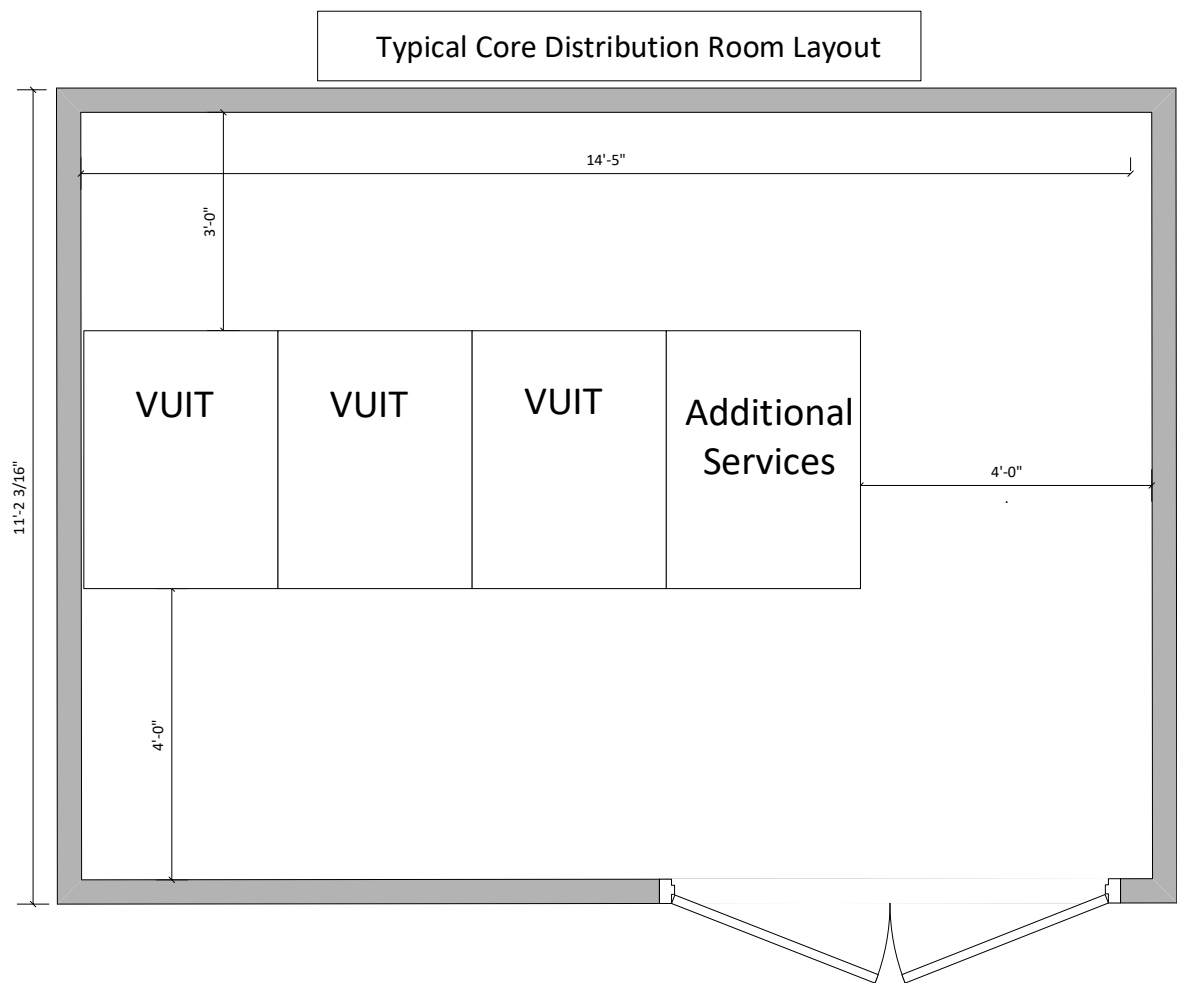 Typical Core Distribution Room Layout
14'-5"
3'-0"
VUIT
VUIT
VUIT
Additional
Services
4'-0"
11'-2 3/16"
4'-0"